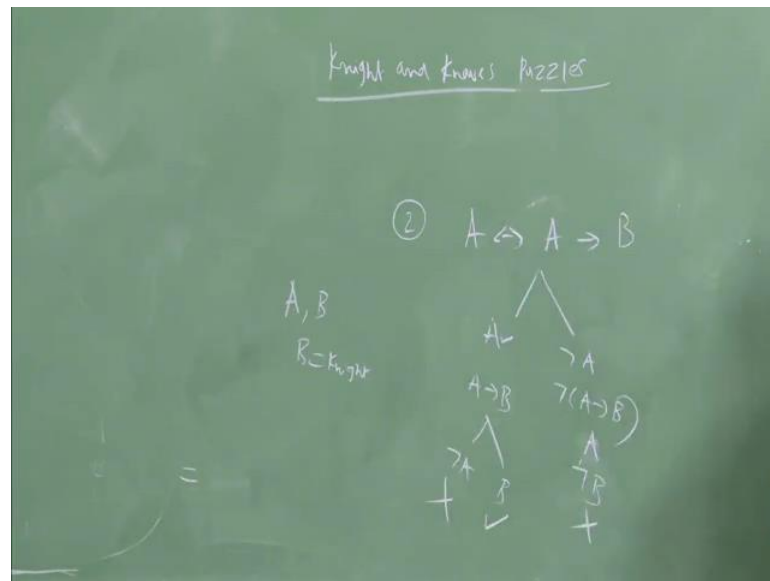 Knight and Knaves Puzzles
② A ↔ A → B
A, B
B = Knight
A✓ ¬A
A→B ¬(A→B)
¬A B A
¬B
+ ✓ +
=